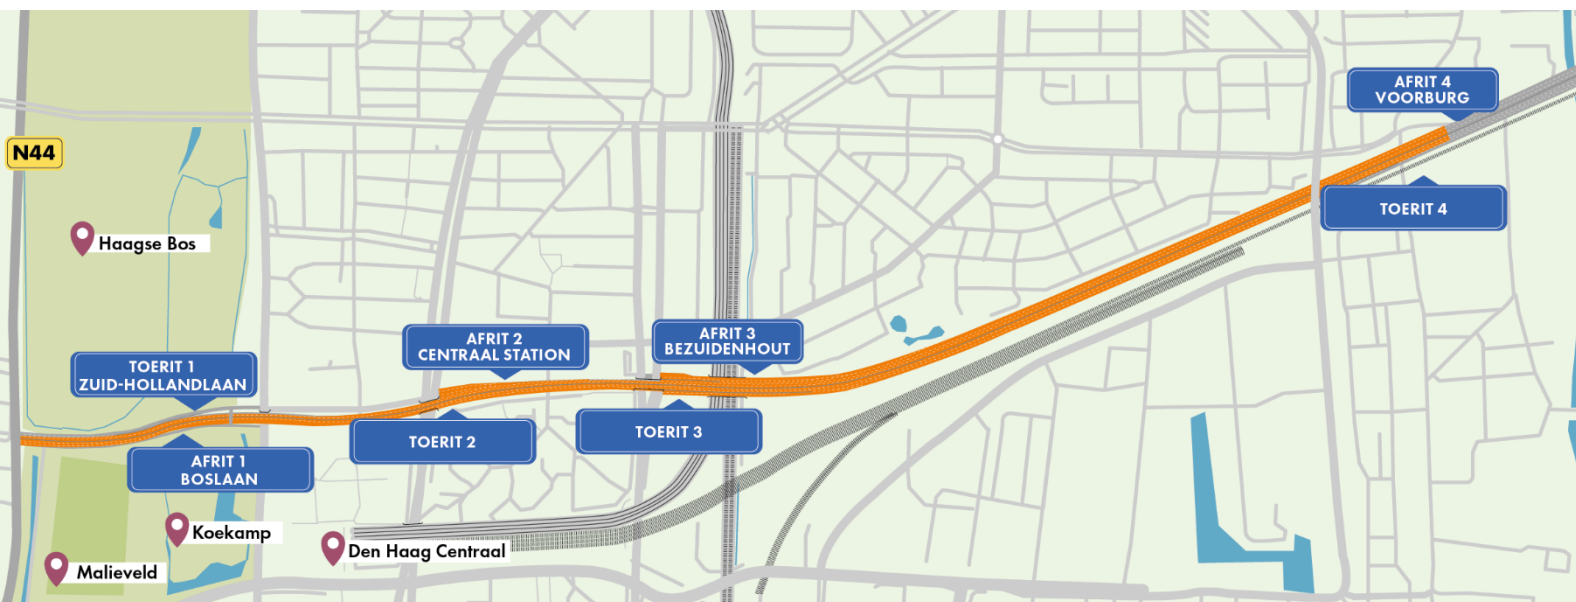 AFRIT 4
VOORBURG
N44
TOERIT 4
Haagse Bos
AFRIT 2
CENTRAAL STATION
AFRIT 3
BEZUIDENHOUT
TOERIT 1
ZUID-HOLLANDLAAN
TOERIT 2
TOERIT 3
AFRIT 1
BOSLAAN
Koekamp
Den Haag Centraal
Malieveld